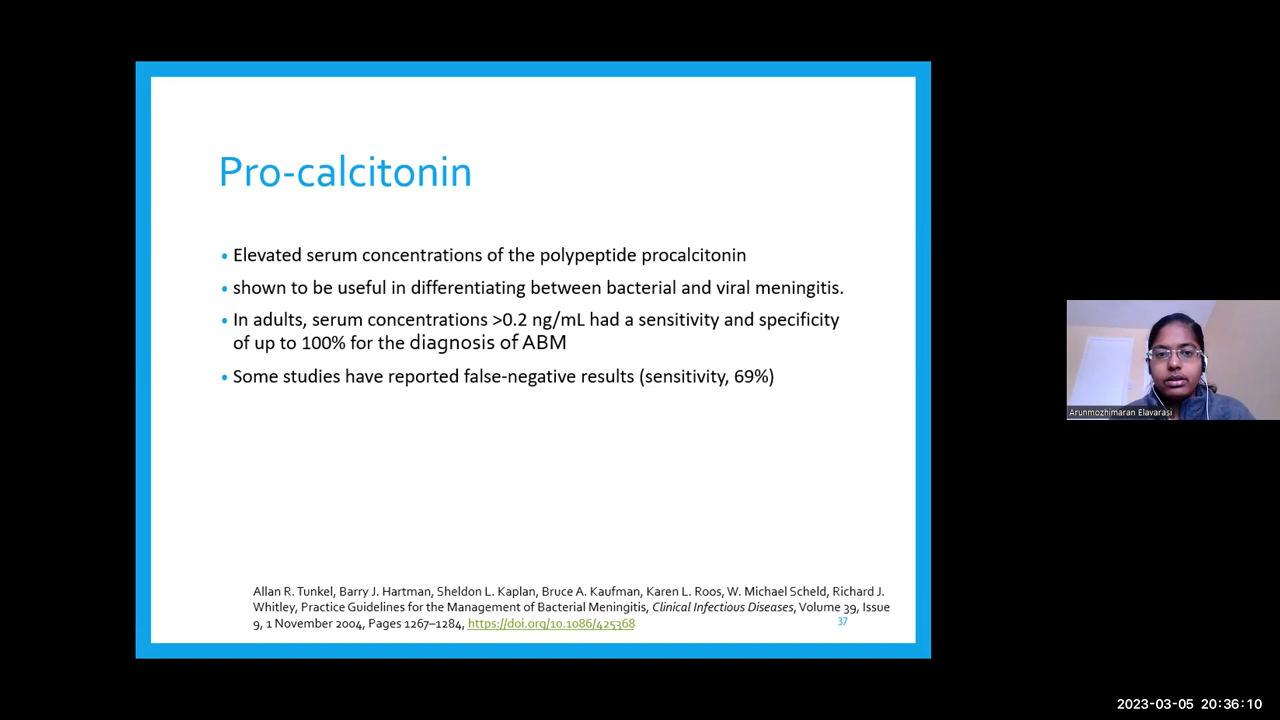 Pro-calcitonin
• Elevated serum concentrations of the polypeptide procalcitonin
• shown to be useful in differentiating between bacterial and viral meningitis.
• In adults, serum concentrations >0.2 ng/mL had a sensitivity and specificity
of up to 100% for the diagnosis of ABM
• Some studies have reported false-negative results (sensitivity, 69%)
Allan R. Tunkel, Barry J. Hartman, Sheldon L. Kaplan, Bruce A. Kaufman, Karen L. Roos, W. Michael Scheld, Richard J.
Whitley, Practice Guidelines for the Management of Bacterial Meningitis, Clinical Infectious Diseases, Volume 39, Issue
9, 1 November 2004, Pages 1267–1284, https://doi.org/10.1086/425368
37
Arunmozhimaran Elavarasi
2023-03-05 20:36:10